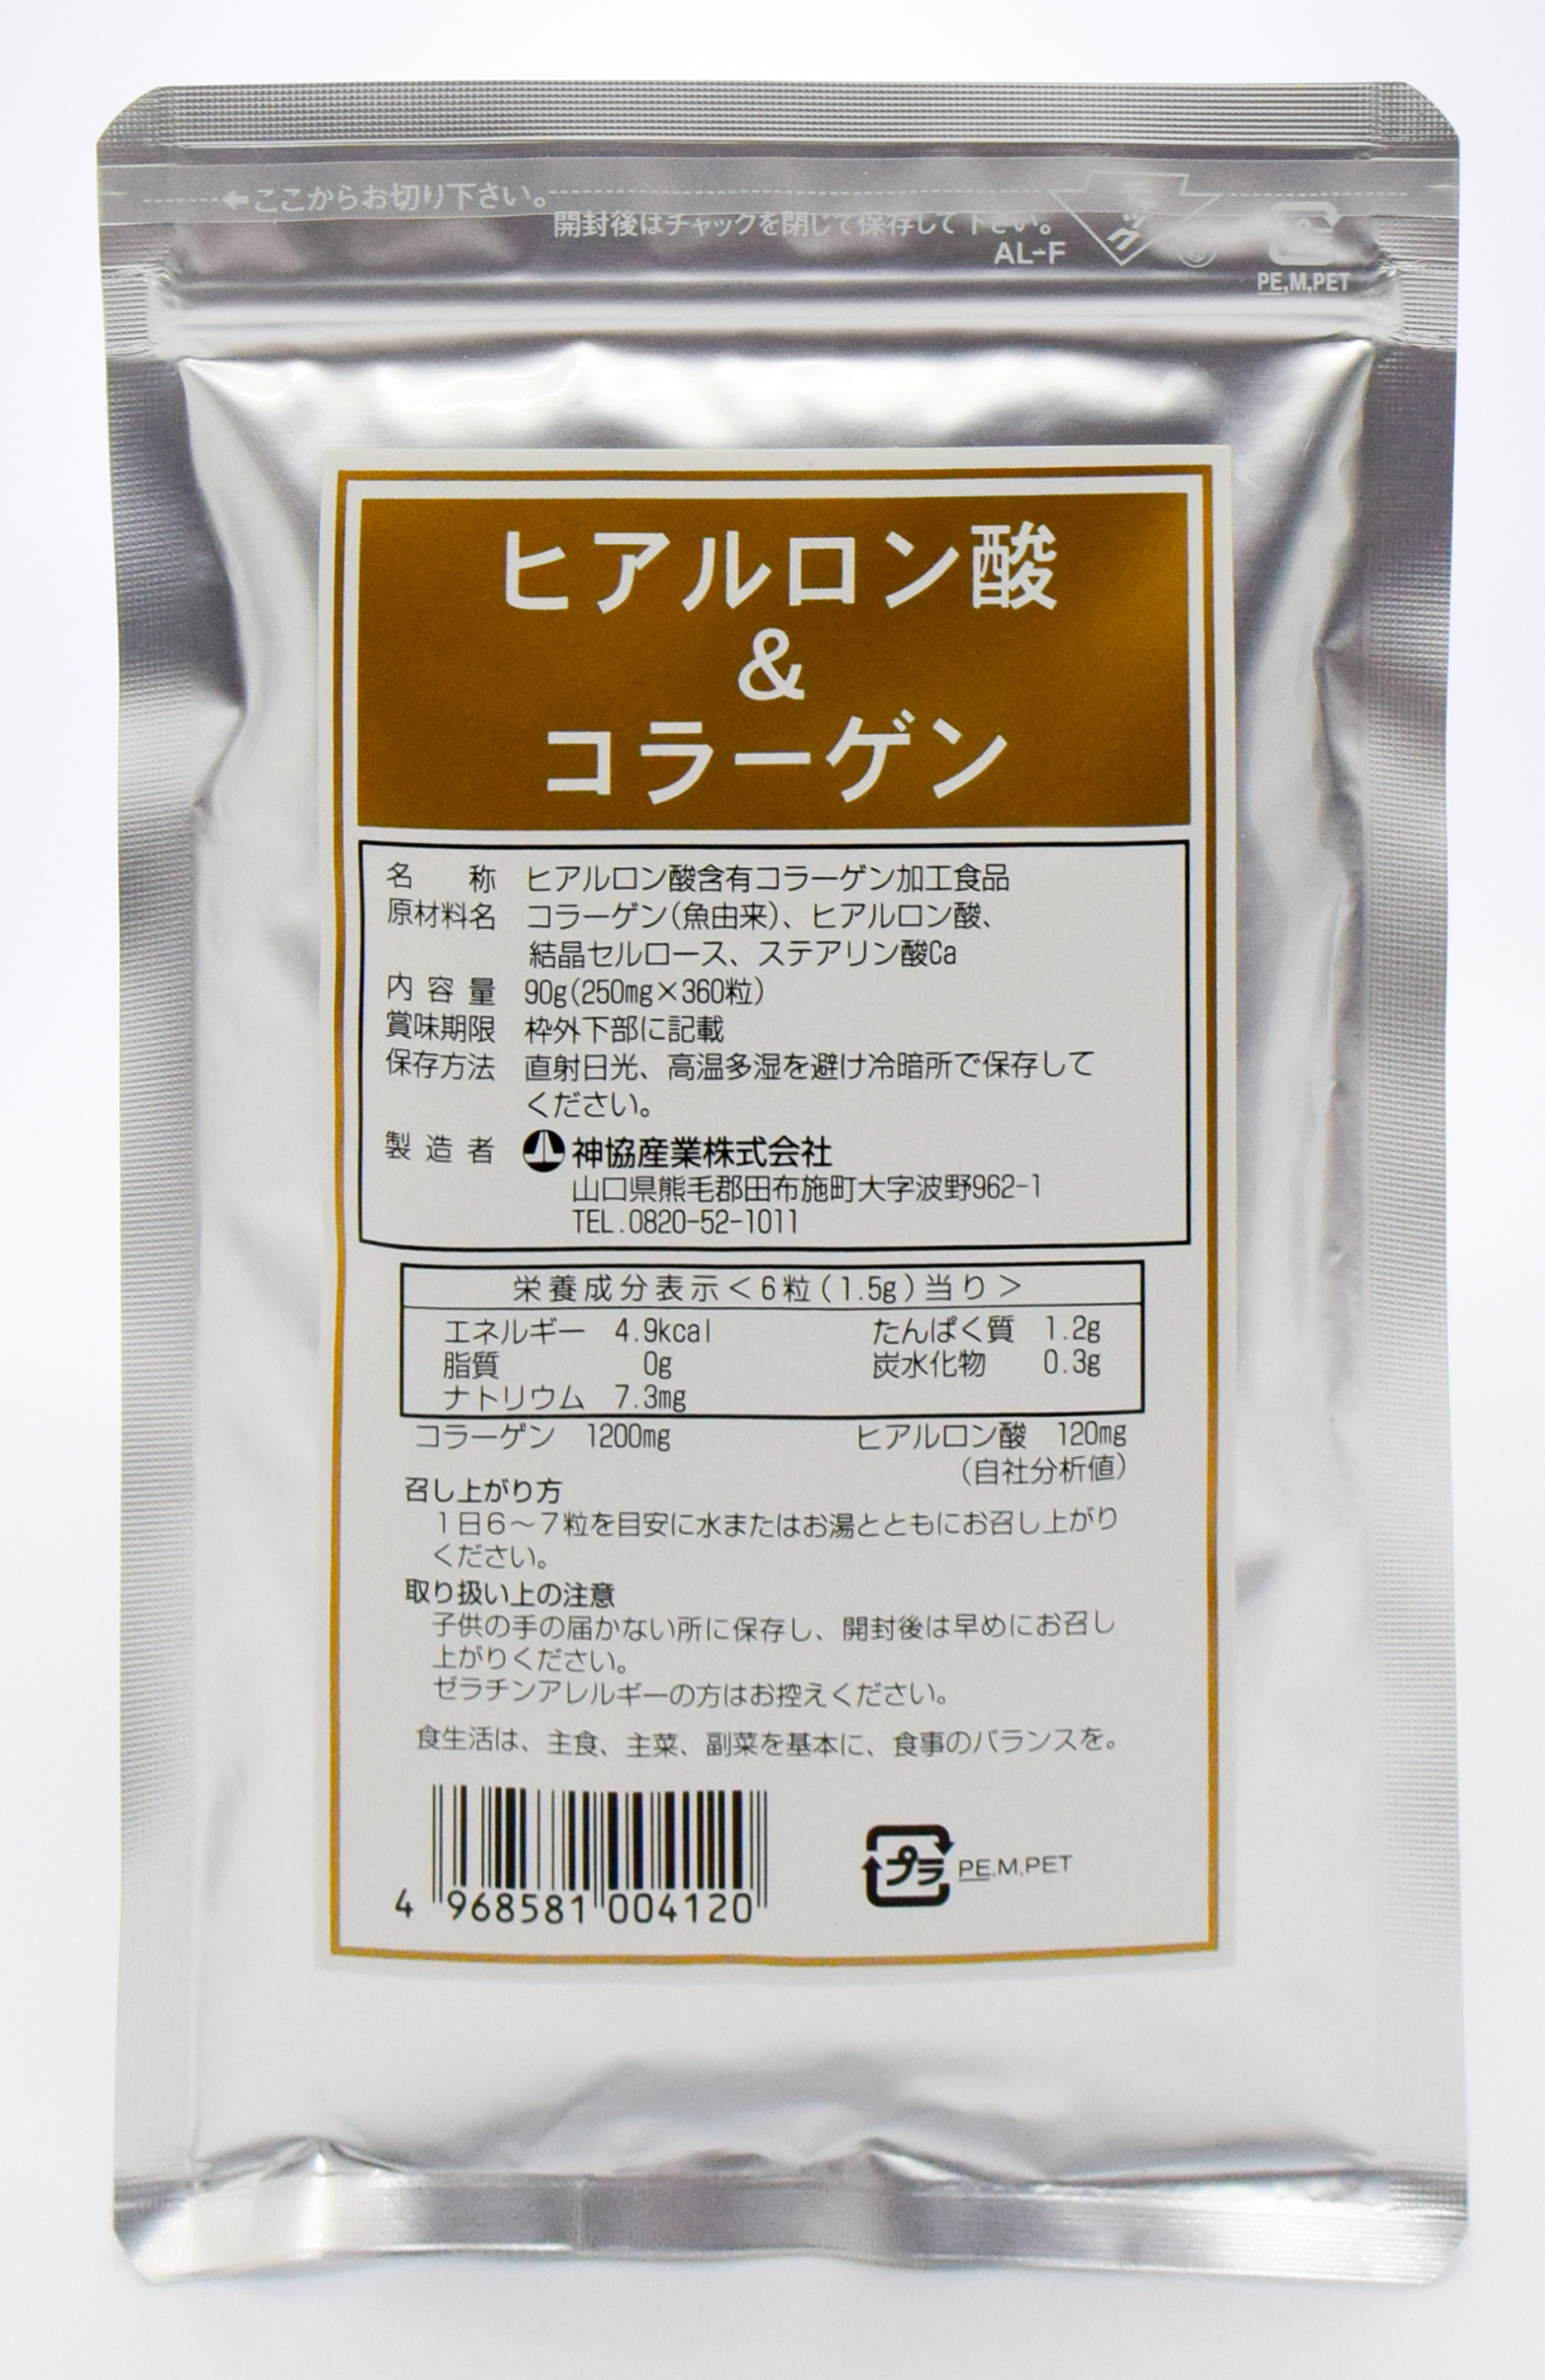 ←ここからお切り下さい。
開封後はチャックを閉じて保存して下さい。
チャック
AL-F
PE,M,PET
ヒアルロン酸
&
コラーゲン
名称 ヒアルロン酸含有コラーゲン加工食品
原材料名 コラーゲン(魚由来)、ヒアルロン酸、
結晶セルロース、ステアリン酸Ca
内容量 90g(250mg×360粒)
賞味期限 枠外下部に記載
保存方法 直射日光、高温多湿を避け冷暗所で保存して
ください。
製造者 神協産業株式会社
山口県熊毛郡田布施町大字波野962-1
TEL.0820-52-1011
栄養成分表示<6粒(1.5g)当り>
エネルギー 4.9kcal たんぱく質 1.2g
脂質 0g 炭水化物 0.3g
ナトリウム 7.3mg
コラーゲン 1200mg ヒアルロン酸 120mg
(自社分析値)
召し上がり方
1日6〜7粒を目安に水またはお湯とともにお召し上がり
ください。
取り扱い上の注意
子供の手の届かない所に保存し、開封後は早めにお召し
上がりください。
ゼラチンアレルギーの方はお控えください。
食生活は、主食、主菜、副菜を基本に、食事のバランスを。
4 968581 004120
プラ PE,M,PET